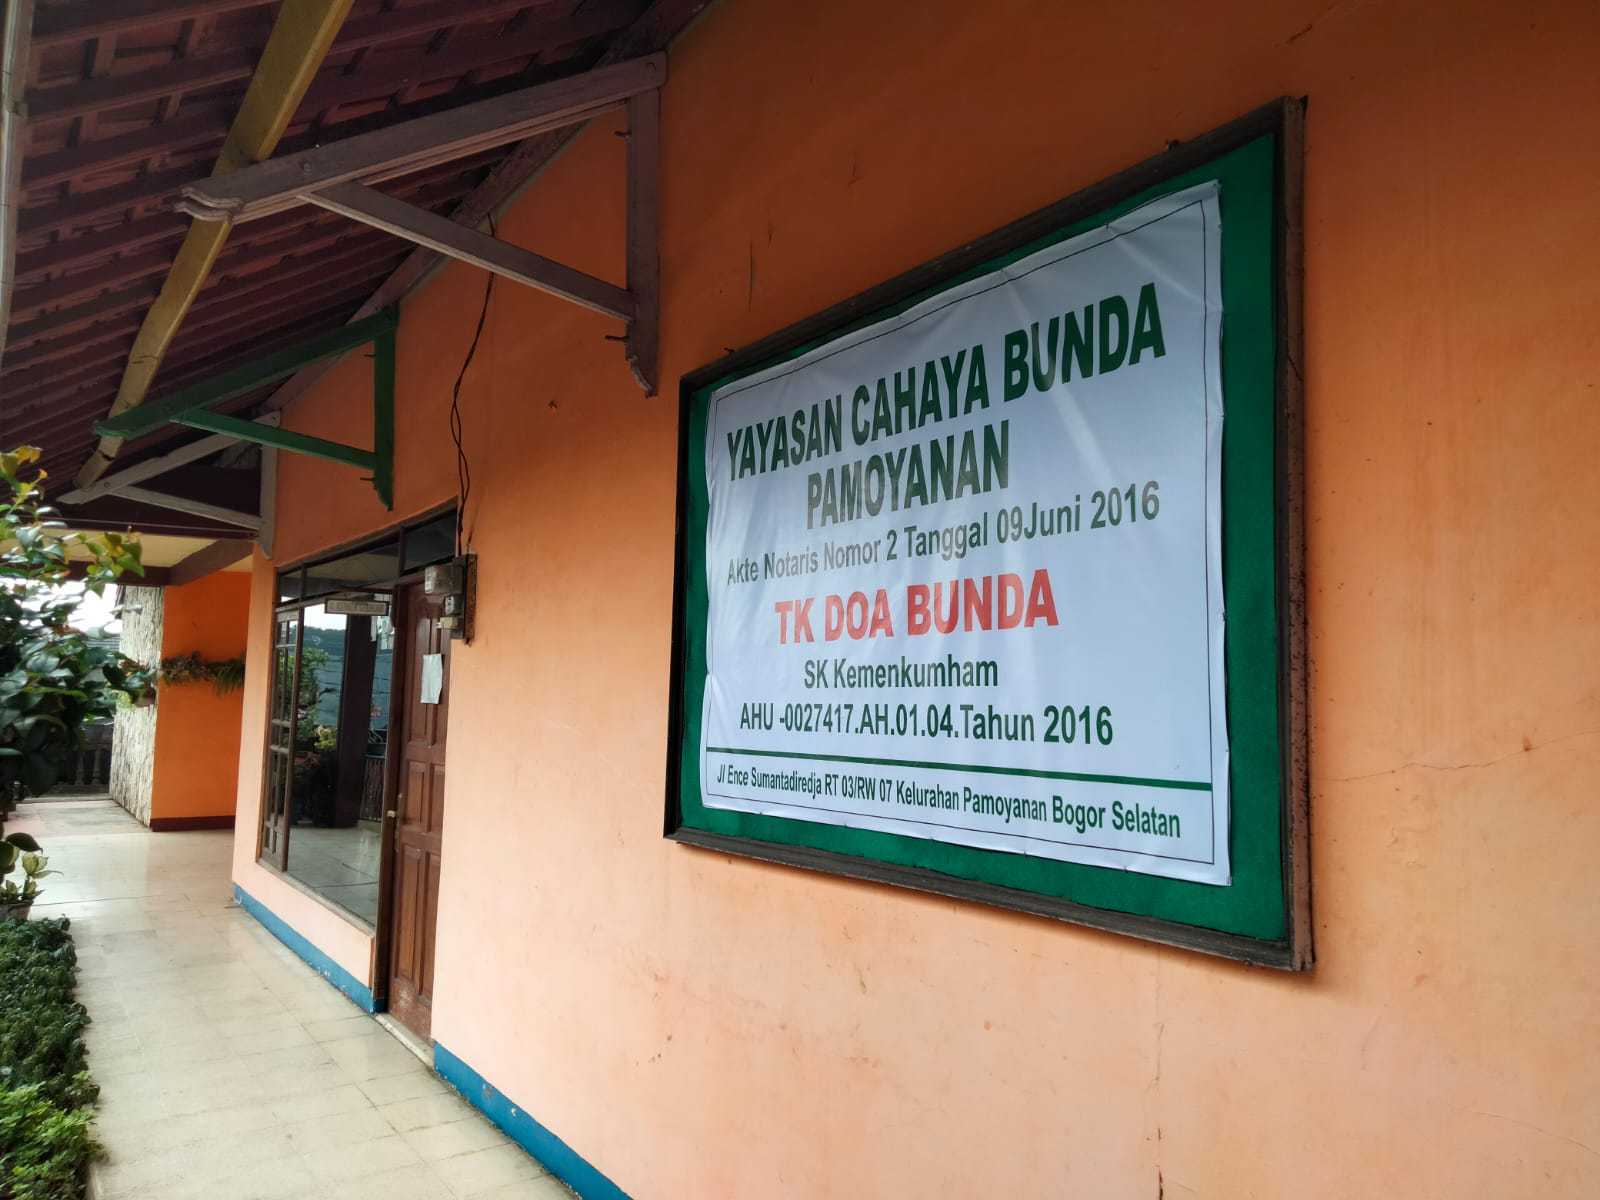 YAYASAN CAHAYA BUNDA
PAMOYANAN
Akte Notaris Nomor 2 Tanggal 09Juni 2016
TK DOA BUNDA
SK Kemenkumham
AHU -0027417.AH.01.04.Tahun 2016
Jl Ence Sumantadiredja RT 03/RW 07 Kelurahan Pamoyanan Bogor Selatan